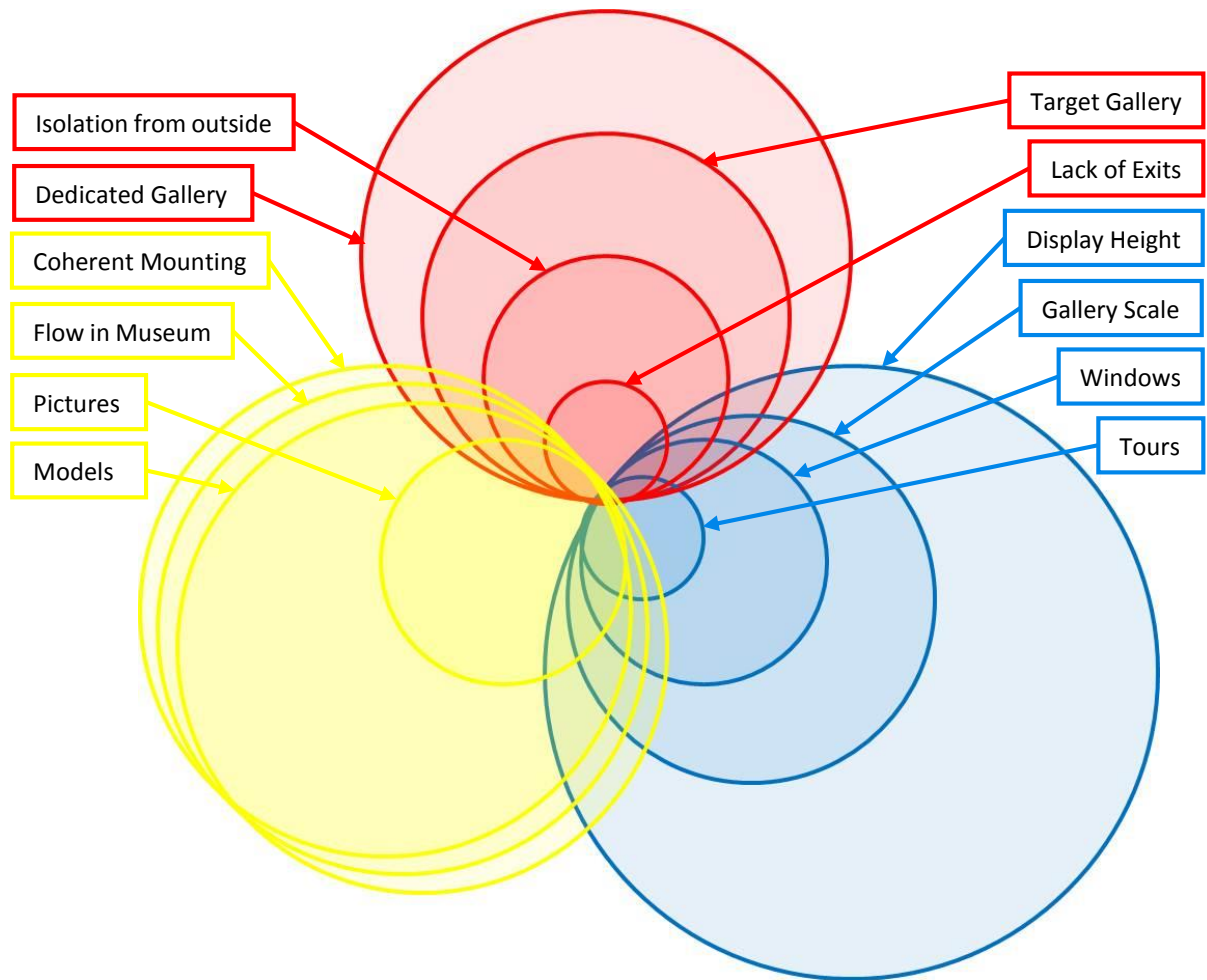 Isolation from outside
Dedicated Gallery
Coherent Mounting
Flow in Museum
Pictures
Models
Target Gallery
Lack of Exits
Display Height
Gallery Scale
Windows
Tours